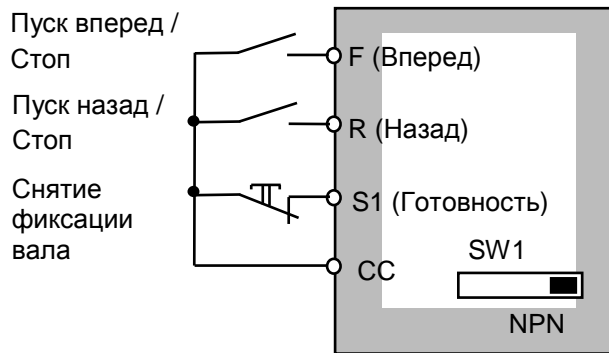 Пуск вперед /
Стоп
F (Вперед)
Пуск назад /
Стоп
R (Назад)
Снятие
фиксации
вала
S1 (Готовность)
CC
SW1
NPN